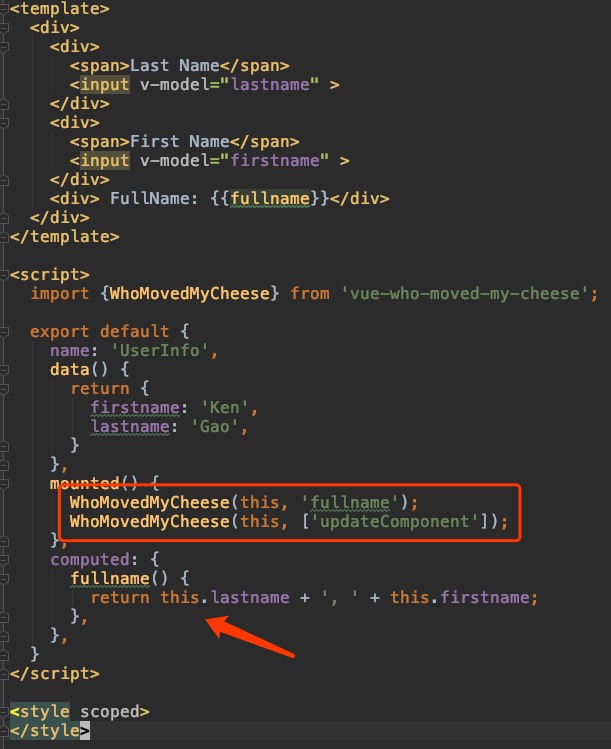 <template>
  <div>
    <div>
      <span>Last Name</span>
      <input v-model="lastname" >
    </div>
    <div>
      <span>First Name</span>
      <input v-model="firstname" >
    </div>
    <div> FullName: {{fullname}}</div>
  </div>
</template>

<script>
  import {WhoMovedMyCheese} from 'vue-who-moved-my-cheese';

  export default {
    name: 'UserInfo',
    data() {
      return {
        firstname: 'Ken',
        lastname: 'Gao',
      }
    },
    mounted() {
      WhoMovedMyCheese(this, 'fullname');
      WhoMovedMyCheese(this, ['updateComponent']);
    },
    computed: {
      fullname() {
        return this.lastname + ', ' + this.firstname;
      },
    },
  }
</script>

<style scoped>
</style>